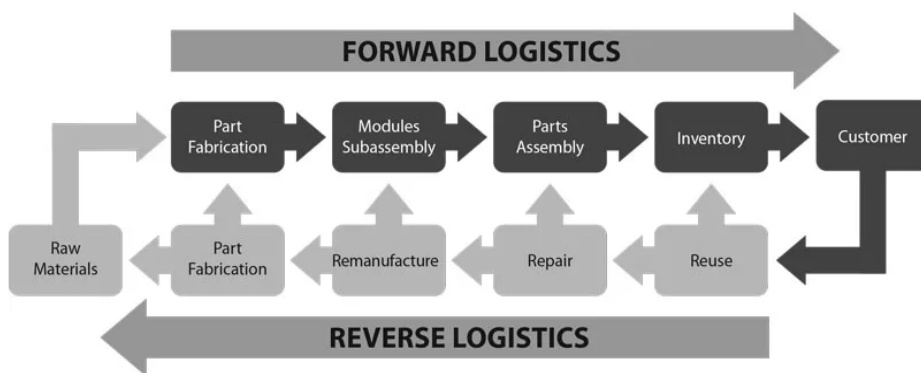 FORWARD LOGISTICS
Part
Fabrication
Modules
Subassembly
Parts
Assembly
Inventory
Customer
Raw
Materials
Part
Fabrication
Remanufacture
Repair
Reuse
REVERSE LOGISTICS